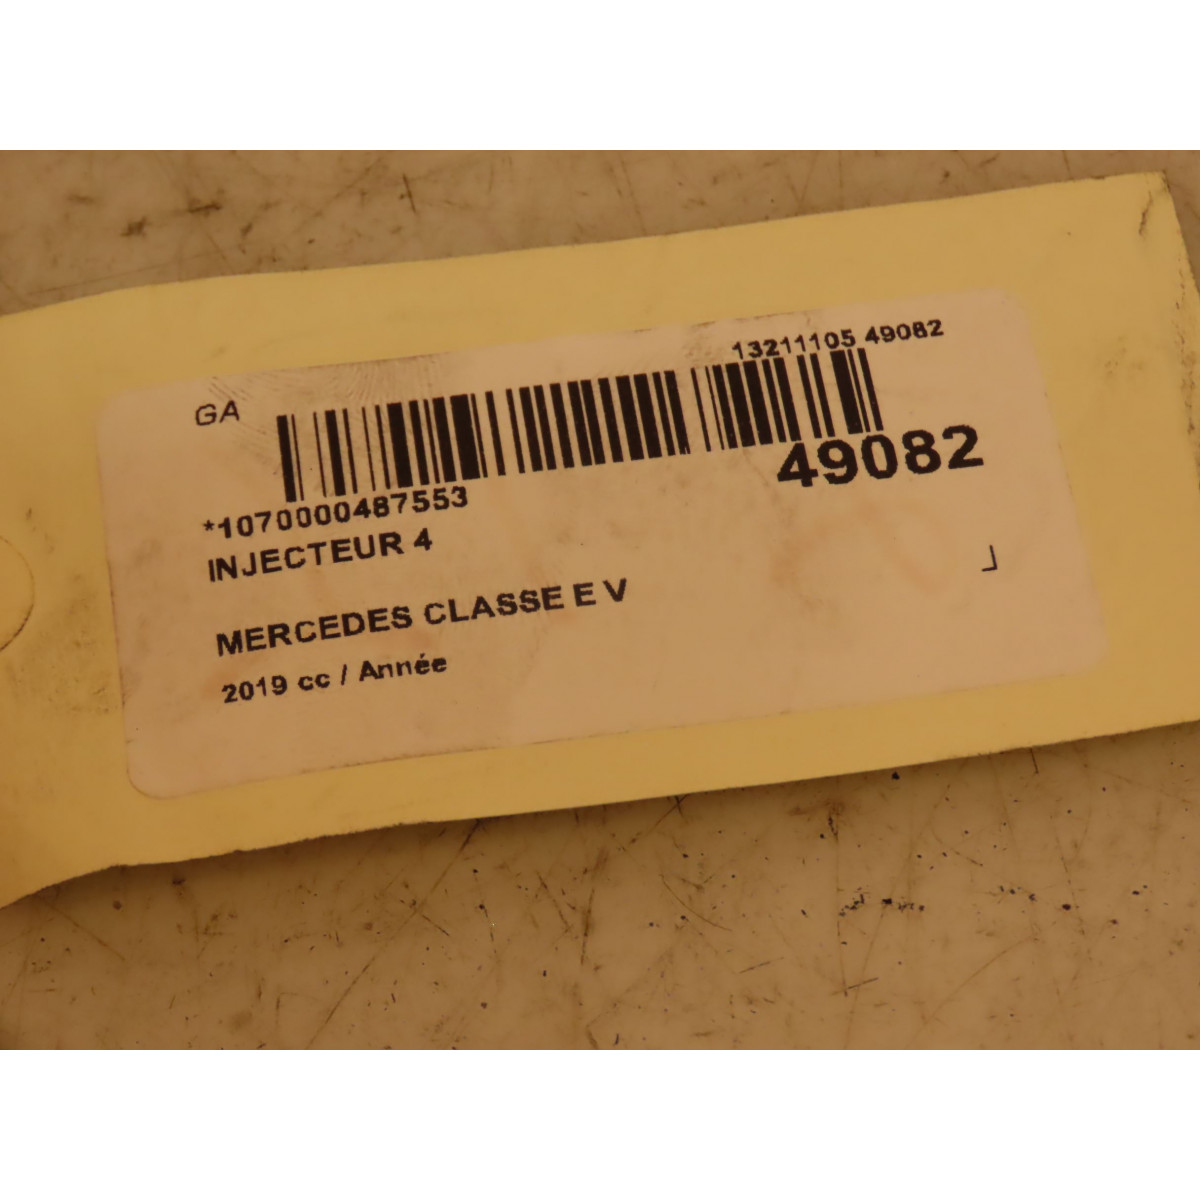 13211105 49082
GA
49082
*1070000487553
INJECTEUR 4
MERCEDES CLASSE E V
2019 cc / Année